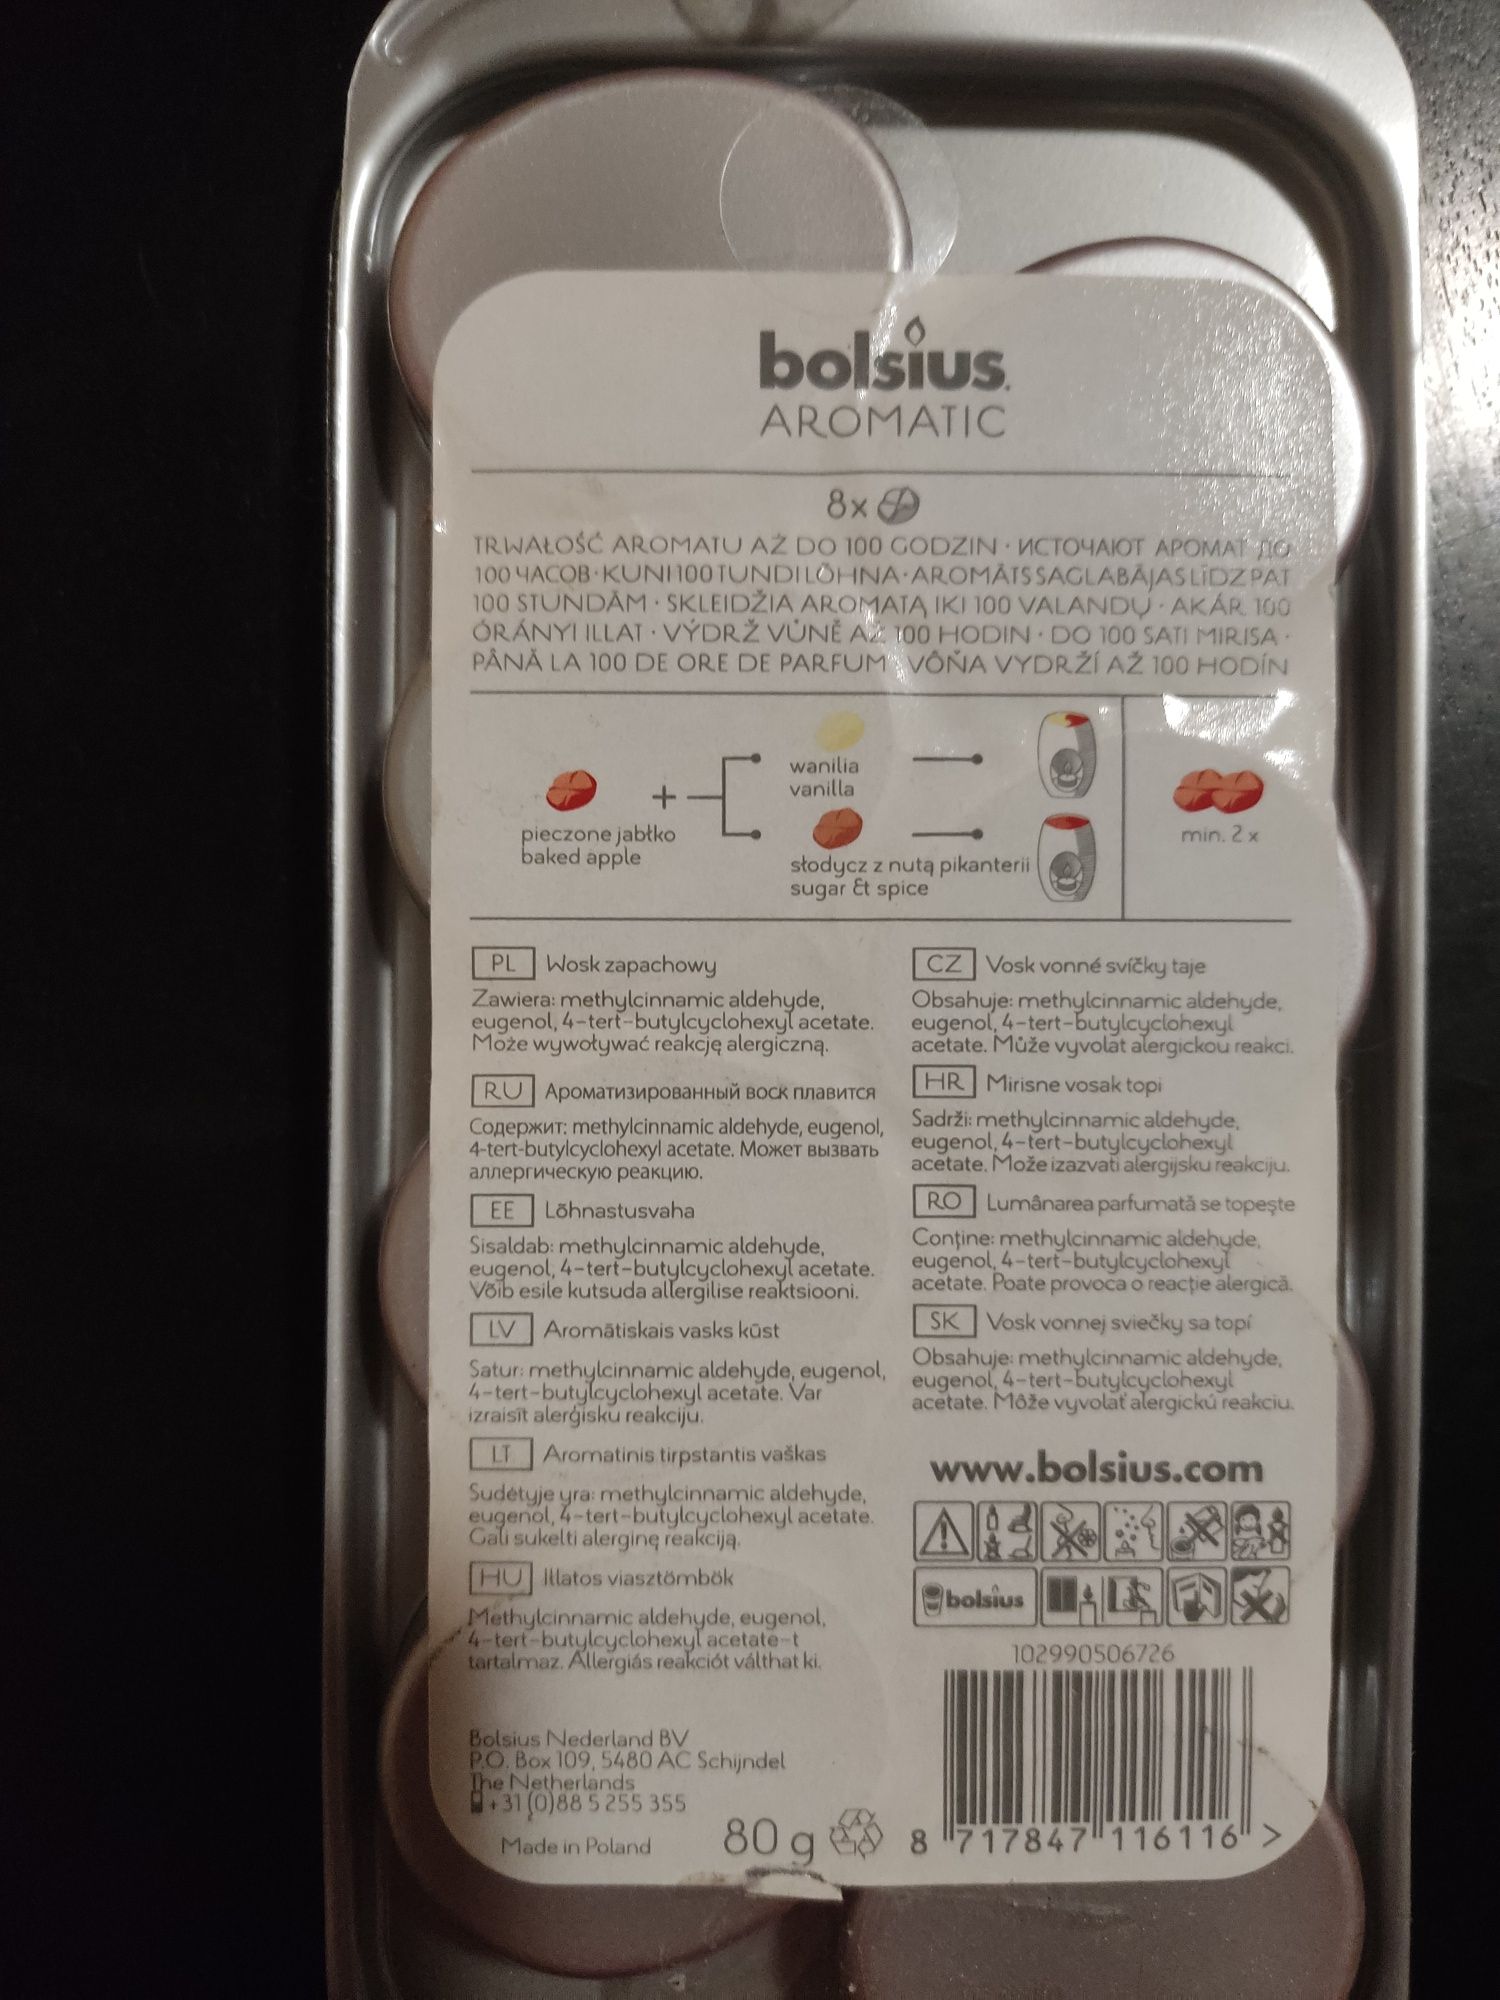 bolsius
AROMATIC
8x
TRWAŁOŚĆ AROMATU AŻ DO 100 GODZIN · ИСТОЧАЮТ АРОМАТ ДО
100 ЧАСОВ · KUNI 100 TUNDI LÕHNA · AROMĀTS SAGLABĀJAS LĪDZ PAT
100 STUNDĀM · SKLEIDŽIA AROMATĄ IKI 100 VALANDŲ · AKÁR 100
ÓRÁNYI ILLAT · VÝDRŽ VŮNĚ AŽ 100 HODIN · DO 100 SATI MIRISA ·
PÂNĂ LA 100 DE ORE DE PARFUM · VÔŇA VYDRŽÍ AŽ 100 HODÍN
pieczone jabłko
baked apple
+
wanilia
vanilla
słodycz z nutą pikanterii
sugar & spice
min. 2 x
PL Wosk zapachowy
Zawiera: methylcinnamic aldehyde,
eugenol, 4-tert-butylcyclohexyl acetate.
Może wywoływać reakcję alergiczną.
RU Ароматизированный воск плавится
Содержит: methylcinnamic aldehyde, eugenol,
4-tert-butylcyclohexyl acetate. Может вызвать
аллергическую реакцию.
EE Lõhnastusvaha
Sisaldab: methylcinnamic aldehyde,
eugenol, 4-tert-butylcyclohexyl acetate.
Võib esile kutsuda allergilise reaktsiooni.
LV Aromātiskais vasks kūst
Satur: methylcinnamic aldehyde, eugenol,
4-tert-butylcyclohexyl acetate. Var
izraisīt alerģisku reakciju.
LT Aromatinis tirpstantis vaškas
Sudėtyje yra: methylcinnamic aldehyde,
eugenol, 4-tert-butylcyclohexyl acetate.
Gali sukelti alerginę reakciją.
HU Illatos viasztömbök
Methylcinnamic aldehyde, eugenol,
4-tert-butylcyclohexyl acetate-t
tartalmaz. Allergiás reakciót válthat ki.
Bolsius Nederland BV
P.O. Box 109, 5480 AC Schijndel
The Netherlands
+31 (0)88 5 255 355
Made in Poland
80 g
CZ Vosk vonné svíčky taje
Obsahuje: methylcinnamic aldehyde,
eugenol, 4-tert-butylcyclohexyl
acetate. Může vyvolat alergickou reakci.
HR Mirisne vosak topi
Sadrži: methylcinnamic aldehyde,
eugenol, 4-tert-butylcyclohexyl
acetate. Može izazvati alergijsku reakciju.
RO Lumânarea parfumată se topește
Conține: methylcinnamic aldehyde,
eugenol, 4-tert-butylcyclohexyl
acetate. Poate provoca o reacție alergică.
SK Vosk vonnej sviečky sa topí
Obsahuje: methylcinnamic aldehyde,
eugenol, 4-tert-butylcyclohexyl
acetate. Môže vyvolať alergickú reakciu.
www.bolsius.com
bolsius
102990506726
8 717847 116116 >